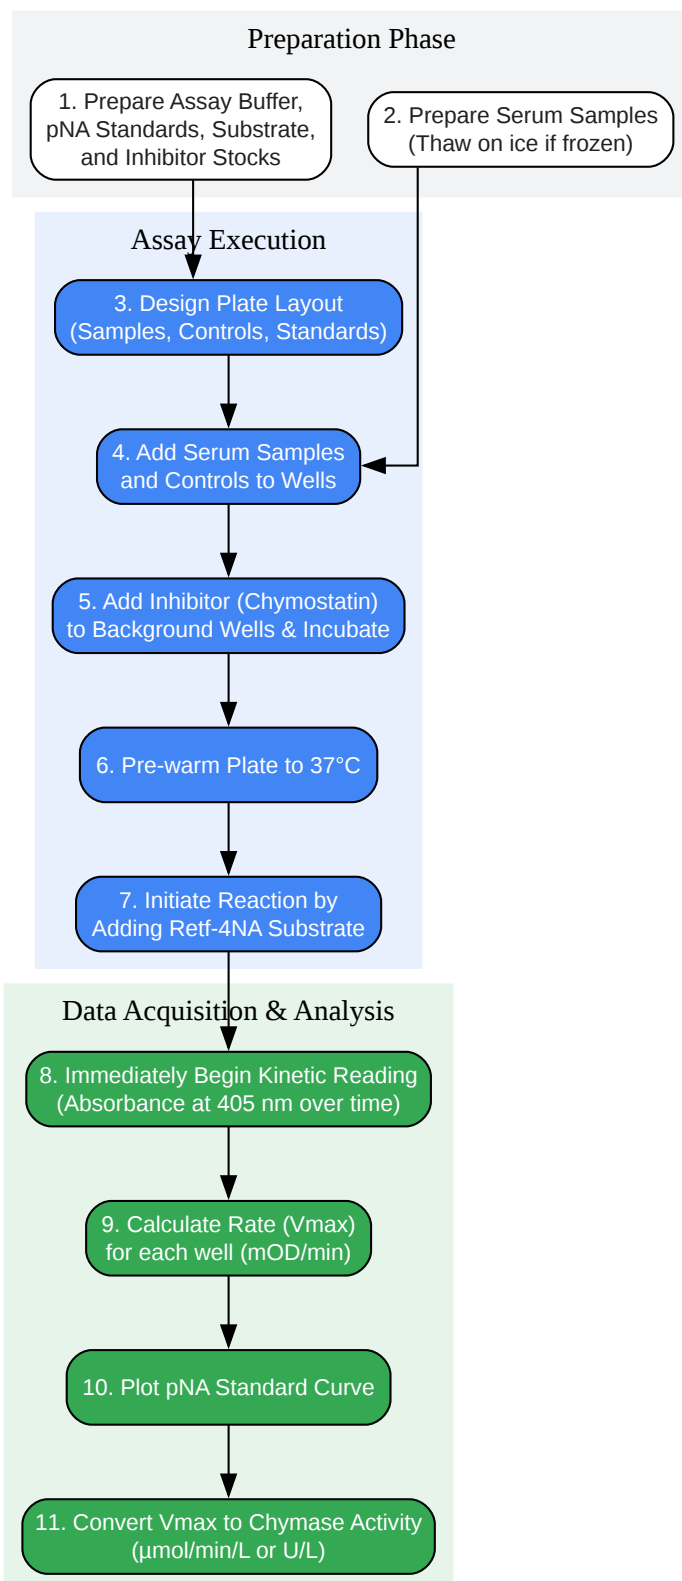 Preparation Phase
1. Prepare Assay Buffer,
pNA Standards, Substrate,
and Inhibitor Stocks
2. Prepare Serum Samples
(Thaw on ice if frozen)
Assay Execution
3. Design Plate Layout
(Samples, Controls, Standards)
4. Add Serum Samples
and Controls to Wells
5. Add Inhibitor (Chymostatin)
to Background Wells & Incubate
6. Pre-warm Plate to 37°C
7. Initiate Reaction by
Adding Retf-4NA Substrate
Data Acquisition & Analysis
8. Immediately Begin Kinetic Reading
(Absorbance at 405 nm over time)
9. Calculate Rate (Vmax)
for each well (mOD/min)
10. Plot pNA Standard Curve
11. Convert Vmax to Chymase Activity
(µmol/min/L or U/L)